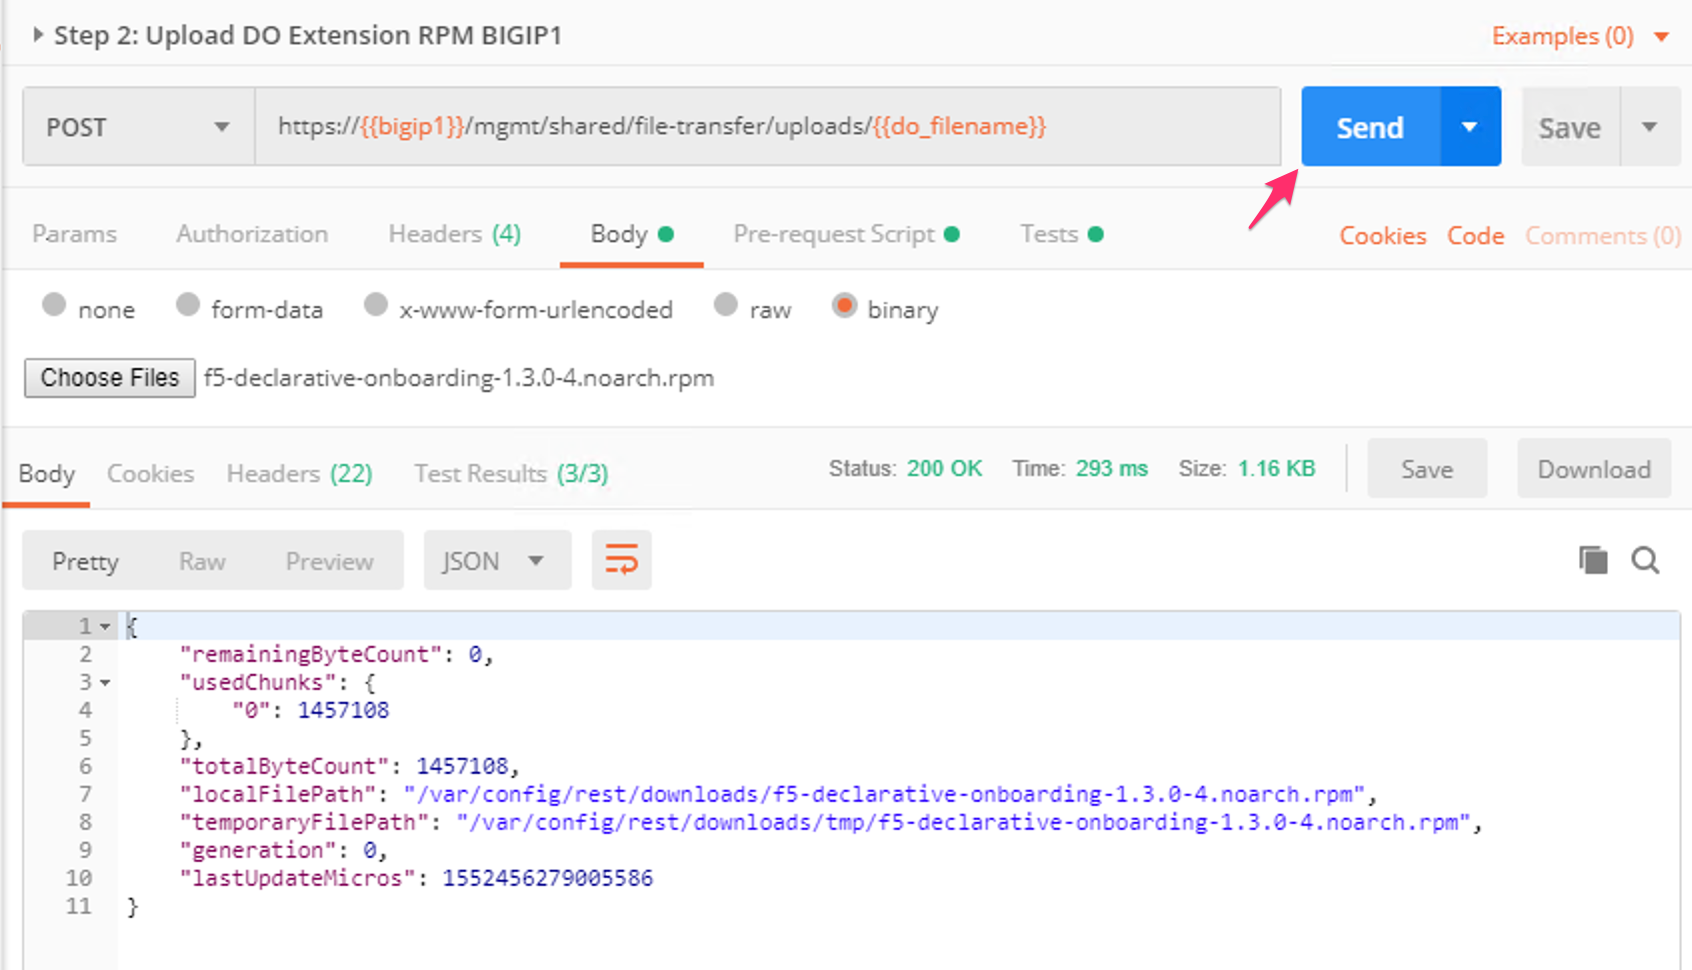 Step 2: Upload DO Extension RPM BIGIP1
Examples (0)
POST
https://{{bigip1}}/mgmt/shared/file-transfer/uploads/{{do_filename}}
Send
Save
Params Authorization Headers (4) Body Pre-request Script Tests Cookies Code Comments (0)
none form-data x-www-form-urlencoded raw binary
Choose Files f5-declarative-onboarding-1.3.0-4.noarch.rpm
Body Cookies Headers (22) Test Results (3/3) Status: 200 OK Time: 293 ms Size: 1.16 KB Save Download
Pretty Raw Preview JSON
1 {
2 "remainingByteCount": 0,
3 "usedChunks": {
4 "0": 1457108
5 },
6 "totalByteCount": 1457108,
7 "localFilePath": "/var/config/rest/downloads/f5-declarative-onboarding-1.3.0-4.noarch.rpm",
8 "temporaryFilePath": "/var/config/rest/downloads/tmp/f5-declarative-onboarding-1.3.0-4.noarch.rpm",
9 "generation": 0,
10 "lastUpdateMicros": 1552456279005586
11 }